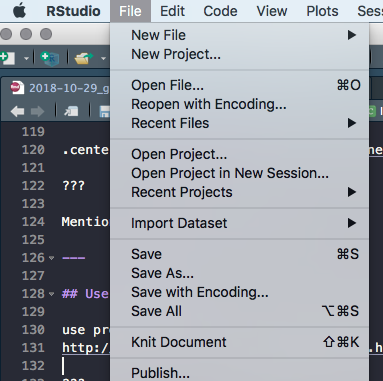 RStudio File Edit Code View Plots Sessi
New File
New Project...
2018-10-29_g
Open File... ⌘O
Reopen with Encoding...
Recent Files
119
120 .cente
121
Open Project...
122 ???
Open Project in New Session...
123
Recent Projects
124 Mentio
Import Dataset
125
126 ---
Save ⌘S
127
Save As...
128 ## Use
Save with Encoding...
129
Save All ⌥⌘S
130 use pr
131 http:/
Knit Document ⇧⌘K
132
Publish...